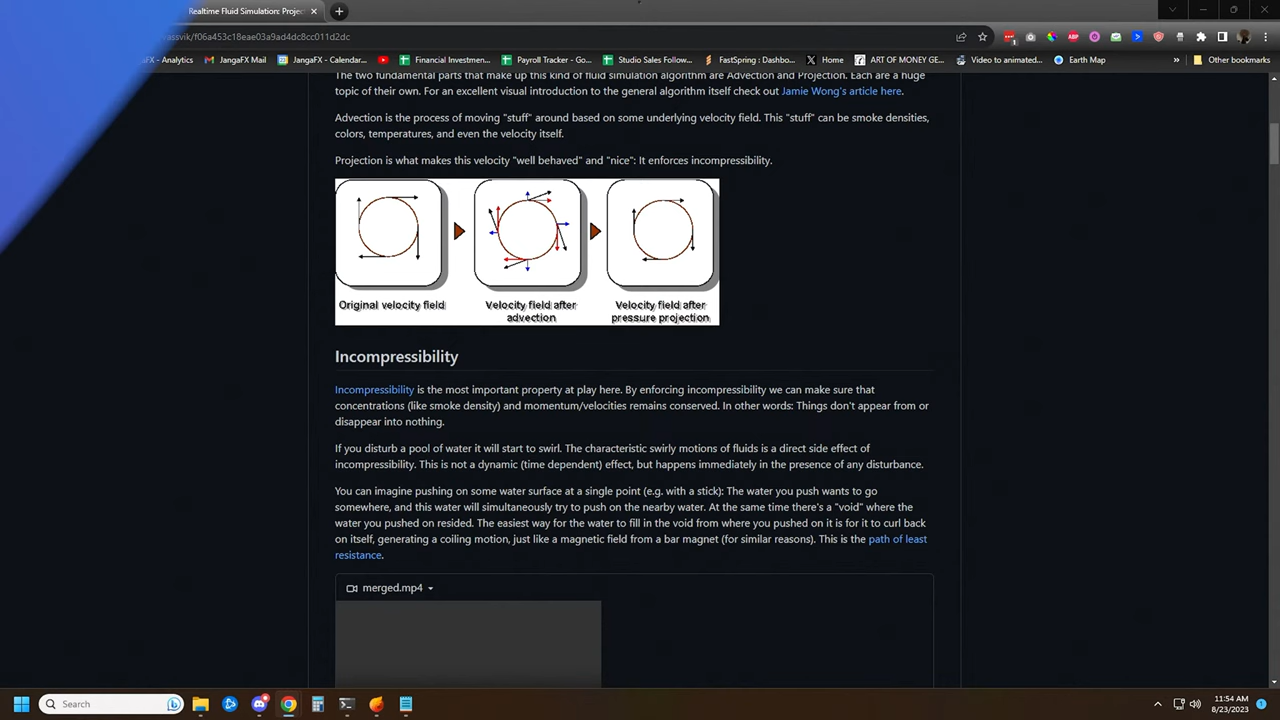 Realtime Fluid Simulation: Projec
assvik/f06a453c18eae03a9ad4dc8cc011d2dc
- Analytics
JangaFX Mail
JangaFX - Calendar...
Financial Investmen...
Payroll Tracker - Go...
Studio Sales Follow...
FastSpring : Dashbo...
Home
ART OF MONEY GE...
Video to animated...
Earth Map
»
Other bookmarks
The two fundamental parts that make up this kind of fluid simulation algorithm are Advection and Projection. Each are a huge
topic of their own. For an excellent visual introduction to the general algorithm itself check out Jamie Wong's article here.
Advection is the process of moving "stuff" around based on some underlying velocity field. This "stuff" can be smoke densities,
colors, temperatures, and even the velocity itself.
Projection is what makes this velocity "well behaved" and "nice": It enforces incompressibility.
Original velocity field
Velocity field after
advection
Velocity field after
pressure projection
Incompressibility
Incompressibility is the most important property at play here. By enforcing incompressibility we can make sure that
concentrations (like smoke density) and momentum/velocities remains conserved. In other words: Things don't appear from or
disappear into nothing.
If you disturb a pool of water it will start to swirl. The characteristic swirly motions of fluids is a direct side effect of
incompressibility. This is not a dynamic (time dependent) effect, but happens immediately in the presence of any disturbance.
You can imagine pushing on some water surface at a single point (e.g. with a stick): The water you push wants to go
somewhere, and this water will simultaneously try to push on the nearby water. At the same time there's a "void" where the
water you pushed on resided. The easiest way for the water to fill in the void from where you pushed on it is for it to curl back
on itself, generating a coiling motion, just like a magnetic field from a bar magnet (for similar reasons). This is the path of least
resistance.
merged.mp4
Search
11:54 AM
8/23/2023